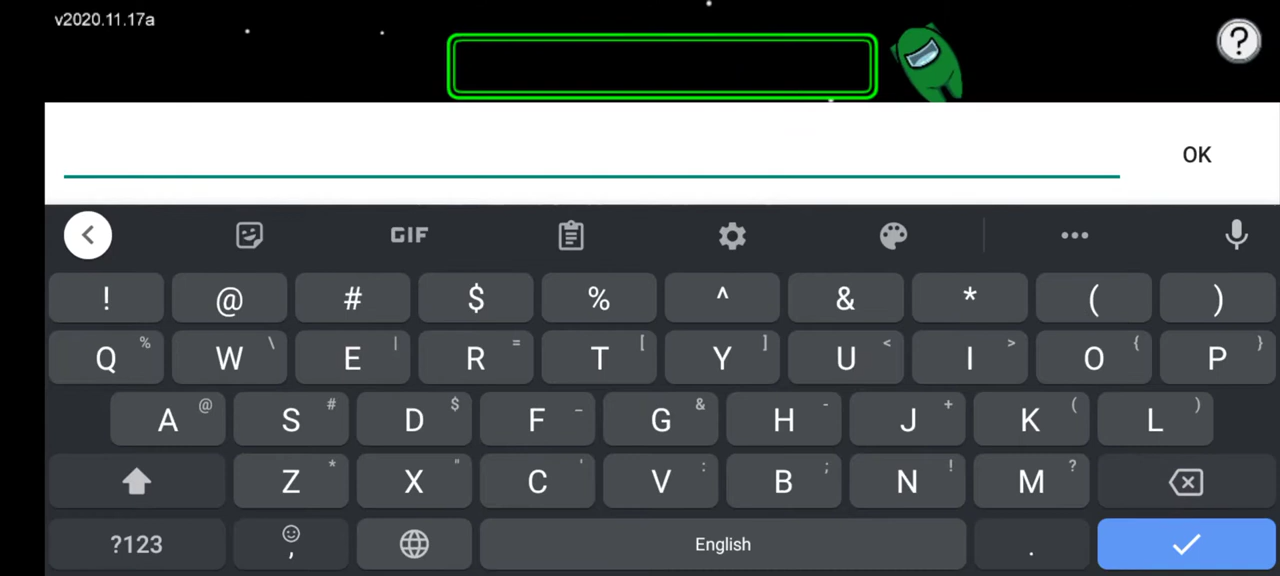 v2020.11.17a
?
OK
GIF
! @ # $ % ^ & * ( )
Q % W \ E | R = T [ Y ] U < I > O { P }
A @ S # D $ F _ G & H - J + K ( L )
Z * X " C ' V : B ; N ! M ?
?123 , English .